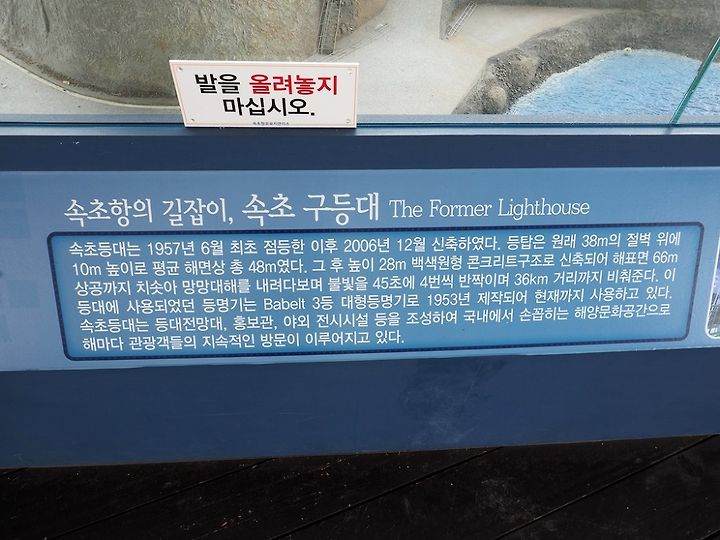 발을 올려놓지
마십시오.
속초항의 길잡이, 속초 구등대 The Former Lighthouse
속초등대는 1957년 6월 최초 점등한 이후 2006년 12월 신축하였다. 등탑은 원래 38m의 절벽 위에
10m 높이로 평균 해면상 총 48m였다. 그 후 높이 28m 백색원형 콘크리트구조로 신축되어 해표면 66m
상공까지 치솟아 망망대해를 내려다보며 불빛을 45초에 4번씩 반짝이며 36km 거리까지 비춰준다. 이
등대에 사용되었던 등명기는 Babelt 3등 대형등명기로 1953년 제작되어 현재까지 사용하고 있다.
속초등대는 등대전망대, 홍보관, 야외 전시시설 등을 조성하여 국내에서 손꼽히는 해양문화공간으로
해마다 관광객들의 지속적인 방문이 이루어지고 있다.